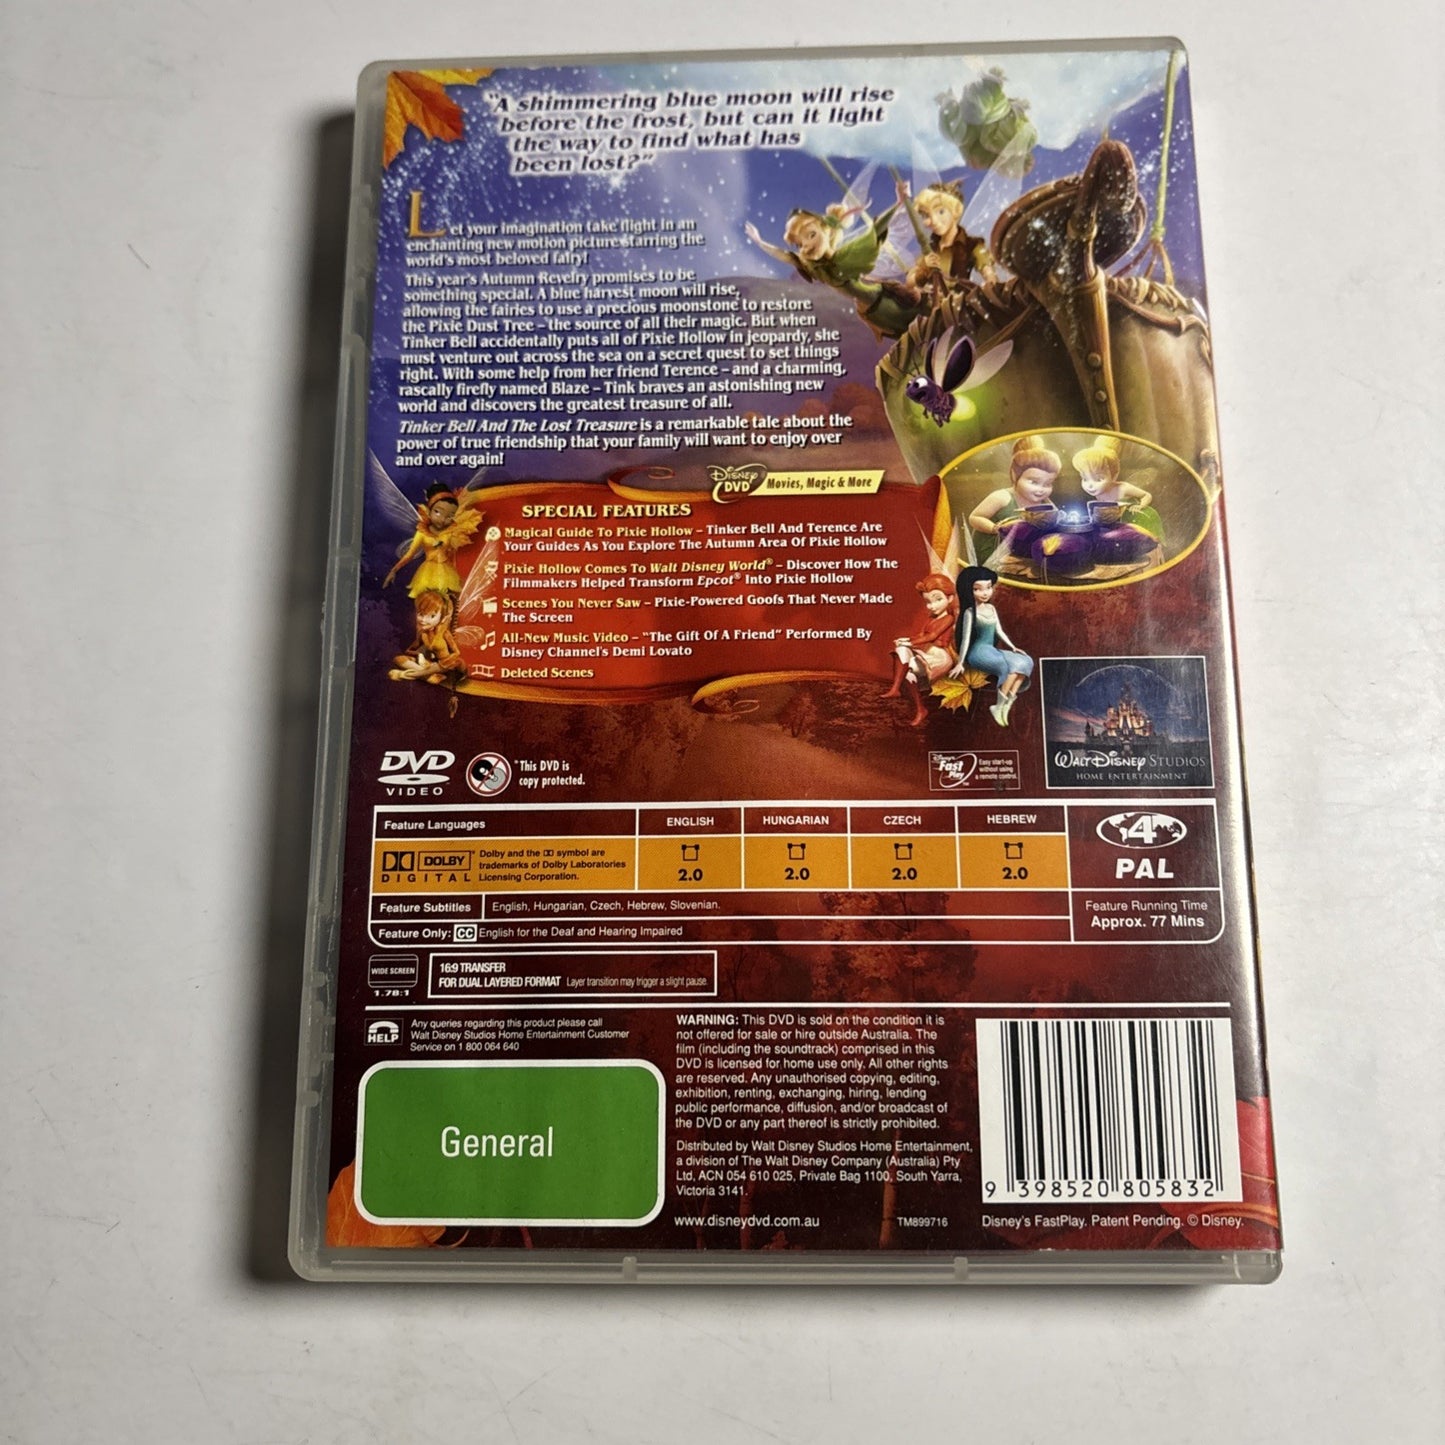 "A shimmering blue moon will rise
before the frost, but can it light
the way to find what has
been lost?"
Let your imagination take flight in an
enchanting new motion picture starring the
world's most beloved fairy!
This year's Autumn Revelry promises to be
something special. A blue harvest moon will rise,
allowing the fairies to use a precious moonstone to restore
the Pixie Dust Tree – the source of all their magic. But when
Tinker Bell accidentally puts all of Pixie Hollow in jeopardy, she
must venture out across the sea on a secret quest to set things
right. With some help from her friend Terence – and a charming,
rascally firefly named Blaze – Tink braves an astonishing new
world and discovers the greatest treasure of all.
Tinker Bell And The Lost Treasure is a remarkable tale about the
power of true friendship that your family will want to enjoy over
and over again!
Disney DVD Movies, Magic & More
SPECIAL FEATURES
Magical Guide To Pixie Hollow – Tinker Bell And Terence Are
Your Guides As You Explore The Autumn Area Of Pixie Hollow
Pixie Hollow Comes To Walt Disney World® – Discover How The
Filmmakers Helped Transform Epcot® Into Pixie Hollow
Scenes You Never Saw – Pixie-Powered Goofs That Never Made
The Screen
All-New Music Video – "The Gift Of A Friend" Performed By
Disney Channel's Demi Lovato
Deleted Scenes
DVD
VIDEO
"This DVD is
copy protected.
Disney's Fast Play™
Easy start-up
without using
a remote control.
WALT DISNEY STUDIOS
HOME ENTERTAINMENT
Feature Languages ENGLISH HUNGARIAN CZECH HEBREW
DOLBY
DIGITAL
Dolby and the DD symbol are
trademarks of Dolby Laboratories
Licensing Corporation.
2.0 2.0 2.0 2.0
4
PAL
Feature Subtitles English, Hungarian, Czech, Hebrew, Slovenian.
Feature Only: CC English for the Deaf and Hearing Impaired
Feature Running Time
Approx. 77 Mins
WIDE SCREEN
1.78:1
16:9 TRANSFER
FOR DUAL LAYERED FORMAT Layer transition may trigger a slight pause.
HELP
Any queries regarding this product please call
Walt Disney Studios Home Entertainment Customer
Service on 1 800 064 640
General
WARNING: This DVD is sold on the condition it is
not offered for sale or hire outside Australia. The
film (including the soundtrack) comprised in this
DVD is licensed for home use only. All other rights
are reserved. Any unauthorised copying, editing,
exhibition, renting, exchanging, hiring, lending
public performance, diffusion, and/or broadcast of
the DVD or any part thereof is strictly prohibited.
Distributed by Walt Disney Studios Home Entertainment,
a division of The Walt Disney Company (Australia) Pty
Ltd, ACN 054 610 025, Private Bag 1100, South Yarra,
Victoria 3141.
www.disneydvd.com.au TM899716
9 398520 805832
Disney's FastPlay. Patent Pending. © Disney.